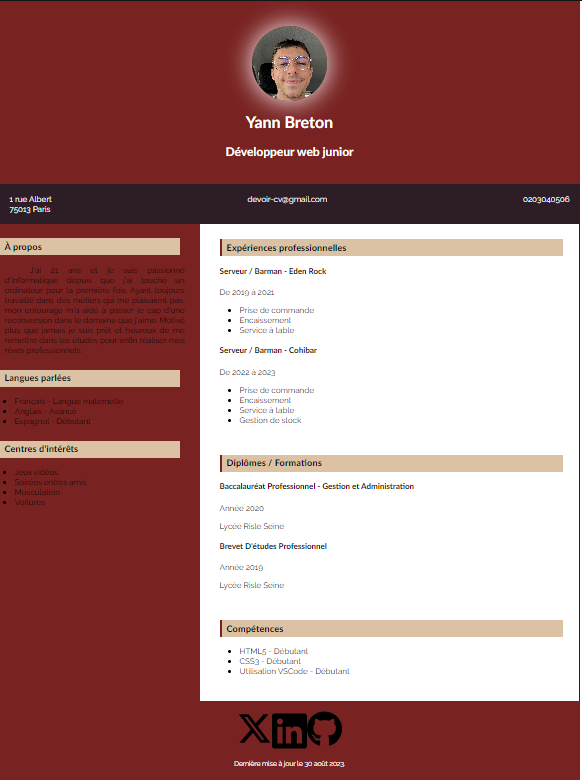 Yann Breton
Développeur web junior
1 rue Albert
75013 Paris
devoir-cv@gmail.com
0203040506
À propos
J'ai 21 ans et je suis passionné
d'informatique depuis que j'ai touché un
ordinateur pour la première fois. Ayant toujours
travaillé dans des métiers qui me plaisaient pas,
mon entourage m'a aidé à passer le cap d'une
reconversion dans le domaine que j'aime. Motivé
plus que jamais je suis prêt et heureux de me
remettre dans les études pour enfin réaliser mes
rêves professionnels.
Langues parlées
Français - Langue maternelle
Anglais - Avancé
Espagnol - Débutant
Centres d'intérêts
Jeux vidéos
Soirées entres amis
Musculation
Voitures
Expériences professionnelles
Serveur / Barman - Eden Rock
De 2019 à 2021
Prise de commande
Encaissement
Service à table
Serveur / Barman - Cohibar
De 2022 à 2023
Prise de commande
Encaissement
Service à table
Gestion de stock
Diplômes / Formations
Baccalauréat Professionnel - Gestion et Administration
Année 2020
Lycée Risle Seine
Brevet D'études Professionnel
Année 2019
Lycée Risle Seine
Compétences
HTML5 - Débutant
CSS3 - Débutant
Utilisation VSCode - Débutant
Dernière mise à jour le 30 août 2023.